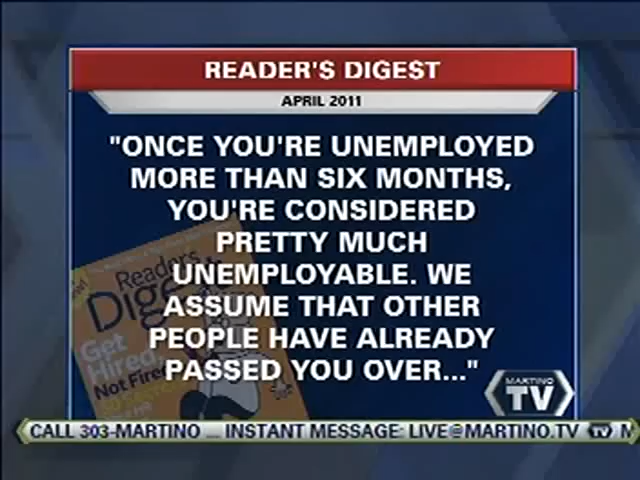 READER'S DIGEST
APRIL 2011
"ONCE YOU'RE UNEMPLOYED
MORE THAN SIX MONTHS,
YOU'RE CONSIDERED
PRETTY MUCH
UNEMPLOYABLE. WE
ASSUME THAT OTHER
PEOPLE HAVE ALREADY
PASSED YOU OVER..."
Reader's
Digest
Get
Hired,
Not Fired
MARTINO
TV
CALL 303-MARTINO ... INSTANT MESSAGE: LIVE@MARTINO.TV TV M